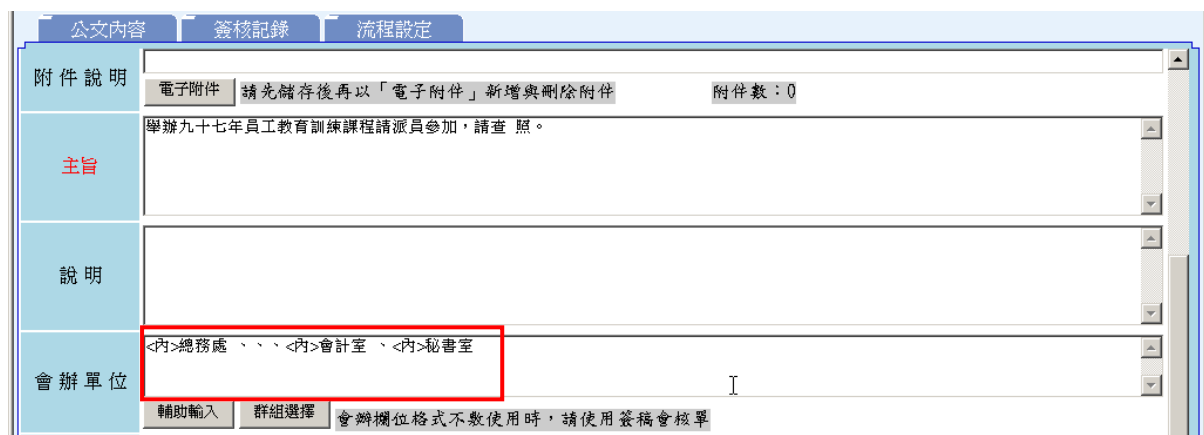 公文內容 簽核記錄 流程設定
附件說明
電子附件 請先儲存後再以「電子附件」新增與刪除附件 附件數：0
主旨 舉辦九十七年員工教育訓練課程請派員參加，請查 照。
說明
會辦單位 <內>總務處 、、、<內>會計室 、<內>秘書室
輔助輸入 群組選擇 會辦欄位格式不敷使用時，請使用簽稿會核單